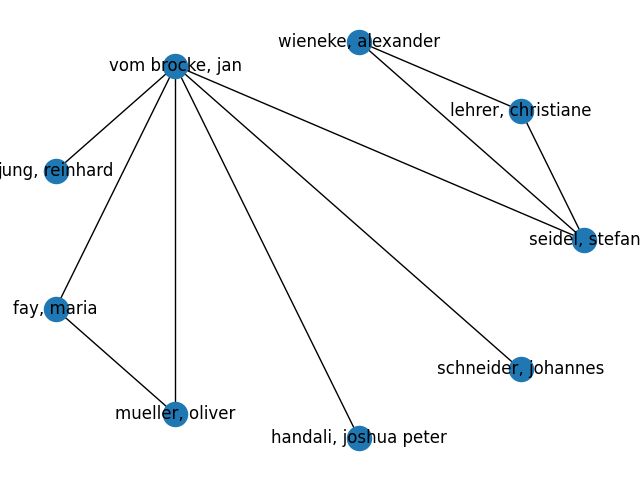 wieneke, alexander
vom brocke, jan
lehrer, christiane
jung, reinhard
seidel, stefan
fay, maria
schneider, johannes
mueller, oliver
handali, joshua peter